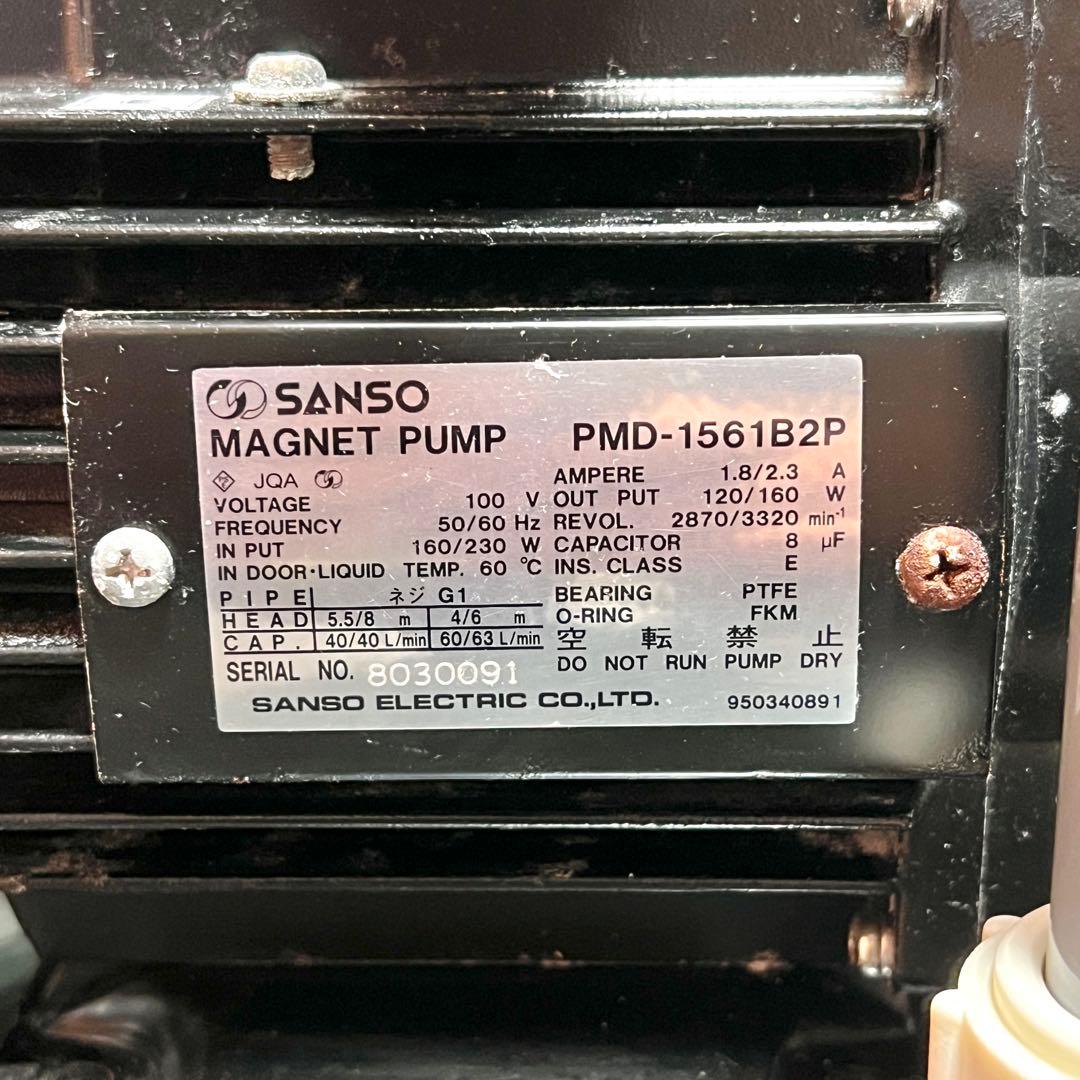 SANSO
MAGNET PUMP PMD-1561B2P
JQA
VOLTAGE 100 V
FREQUENCY 50/60 Hz
IN PUT 160/230 W
IN DOOR・LIQUID TEMP. 60 ℃
AMPERE 1.8/2.3 A
OUT PUT 120/160 W
REVOL. 2870/3320 min⁻¹
CAPACITOR 8 μF
INS. CLASS E
PIPE ネジ G1
HEAD 5.5/8 m 4/6 m
CAP. 40/40 L/min 60/63 L/min
BEARING PTFE
O-RING FKM
空転禁止
DO NOT RUN PUMP DRY
SERIAL NO. 8030091
SANSO ELECTRIC CO.,LTD. 950340891